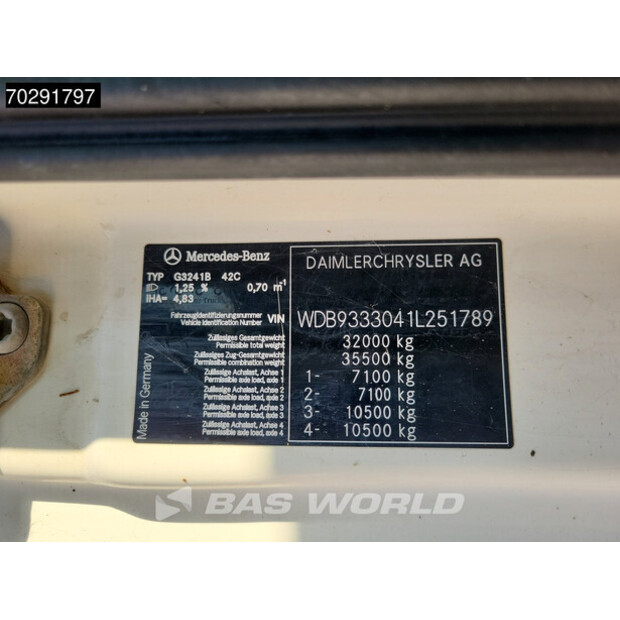 70291797
Mercedes-Benz
TYP G3241B 42C
1,25 % 0,70 m¹
IHA= 4,83
Fahrzeugidentifizierungsnummer
Vehicle Identification Number VIN
Zulässiges Gesamtgewicht
Permissible total weight
Zulässiges Zug-Gesamtgewicht
Permissible combination weight
Zulässige Achslast, Achse 1
Permissible axle load, axle 1
Zulässige Achslast, Achse 2
Permissible axle load, axle 2
Zulässige Achslast, Achse 3
Permissible axle load, axle 3
Zulässige Achslast, Achse 4
Permissible axle load, axle 4
Made in Germany
DAIMLERCHRYSLER AG
WDB9333041L251789
32000 kg
35500 kg
1- 7100 kg
2- 7100 kg
3- 10500 kg
4- 10500 kg
BAS WORLD